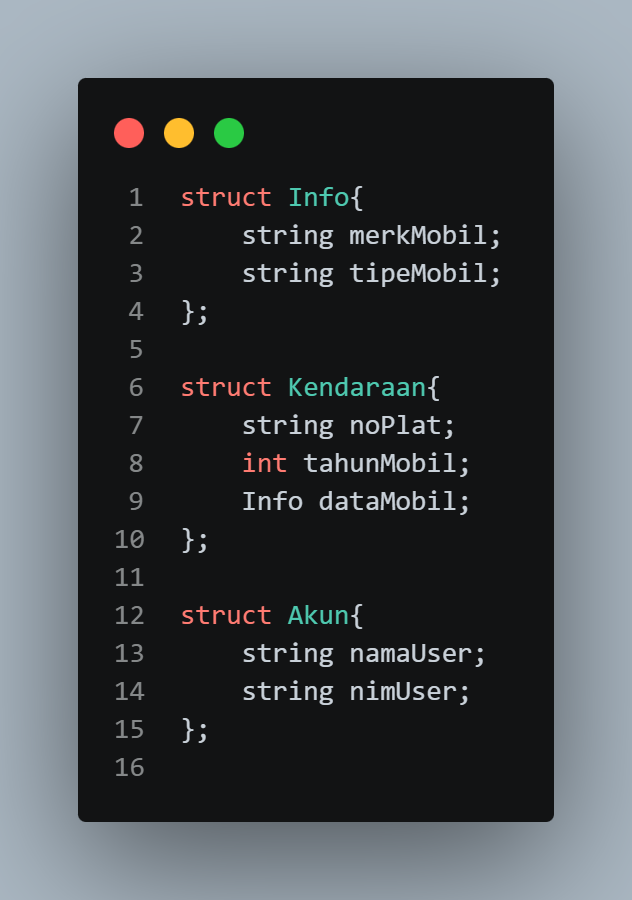 1 struct Info{
2     string merkMobil;
3     string tipeMobil;
4 };
5
6 struct Kendaraan{
7     string noPlat;
8     int tahunMobil;
9     Info dataMobil;
10 };
11
12 struct Akun{
13     string namaUser;
14     string nimUser;
15 };
16